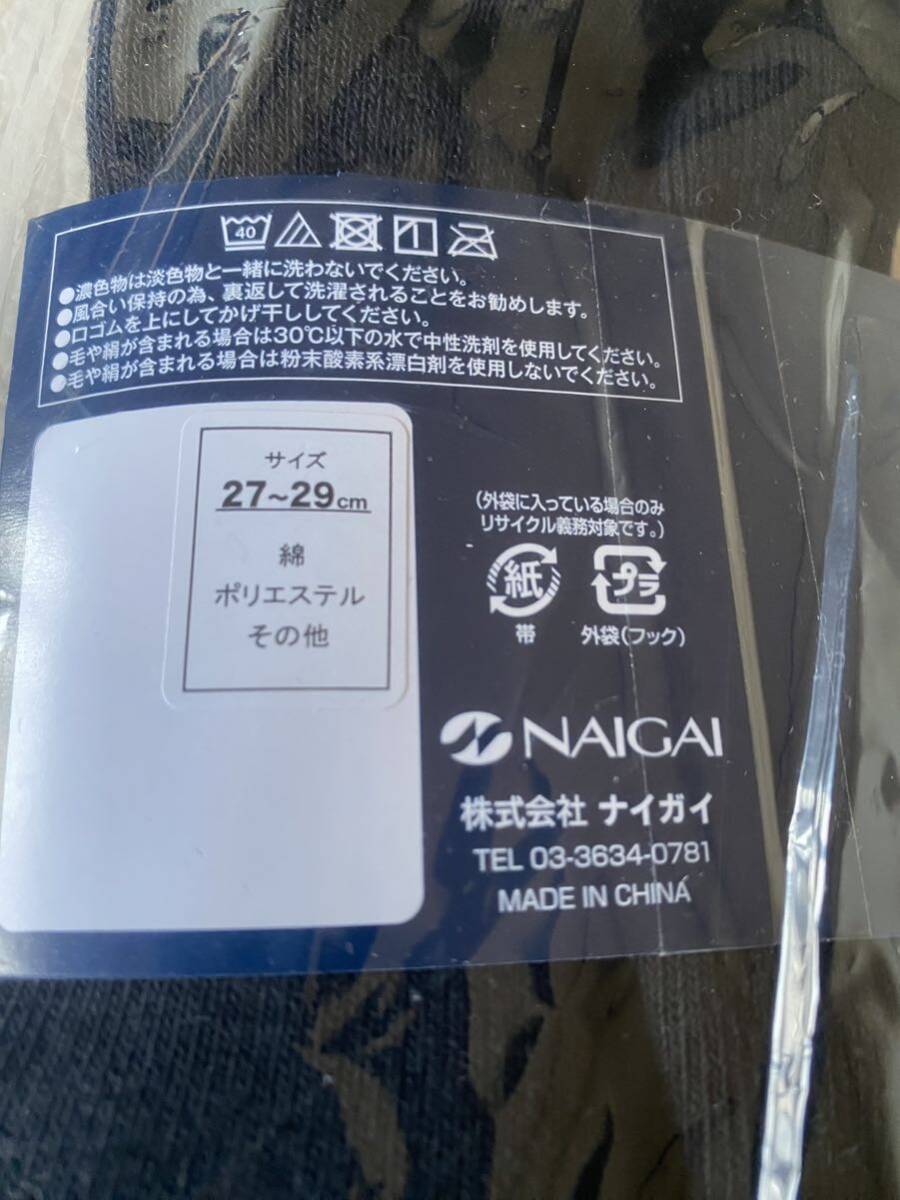 40
●濃色物は淡色物と一緒に洗わないでください。
●風合い保持の為、裏返して洗濯されることをお勧めします。
●口ゴムを上にしてかげ干ししてください。
●毛や絹が含まれる場合は30℃以下の水で中性洗剤を使用してください。
●毛や絹が含まれる場合は粉末酸素系漂白剤を使用しないでください。
サイズ
27~29cm
綿
ポリエステル
その他
(外袋に入っている場合のみ
リサイクル義務対象です。)
紙 プラ
帯 外袋(フック)
NAIGAI
株式会社 ナイガイ
TEL 03-3634-0781
MADE IN CHINA